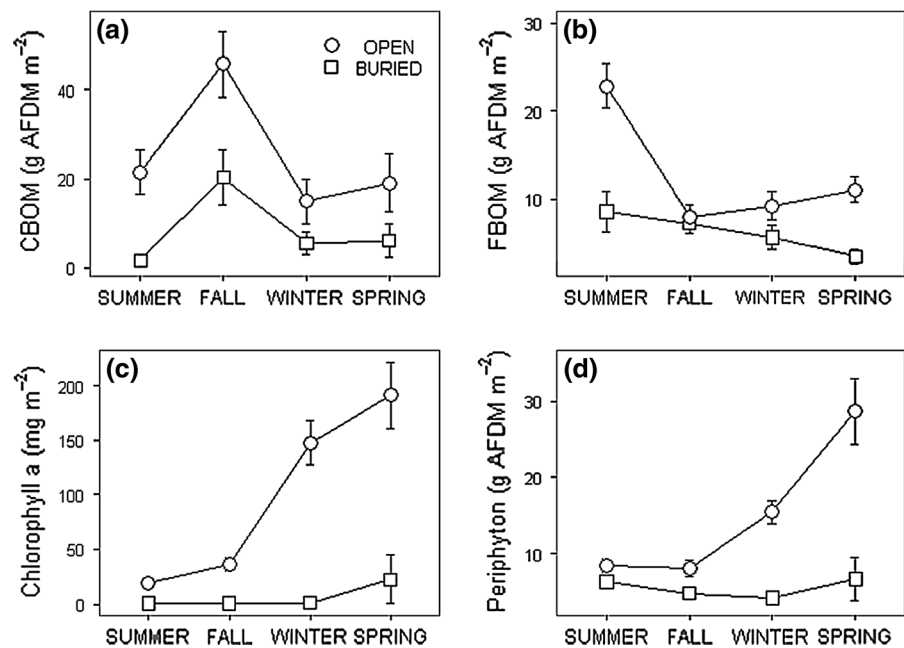 (a)
CBOM (g AFDM m⁻²)
40
20
0
OPEN
BURIED
SUMMER FALL WINTER SPRING
(b)
FBOM (g AFDM m⁻²)
30
20
10
SUMMER FALL WINTER SPRING
(c)
Chlorophyll a (mg m⁻²)
200
150
100
50
0
SUMMER FALL WINTER SPRING
(d)
Periphyton (g AFDM m⁻²)
30
20
10
SUMMER FALL WINTER SPRING